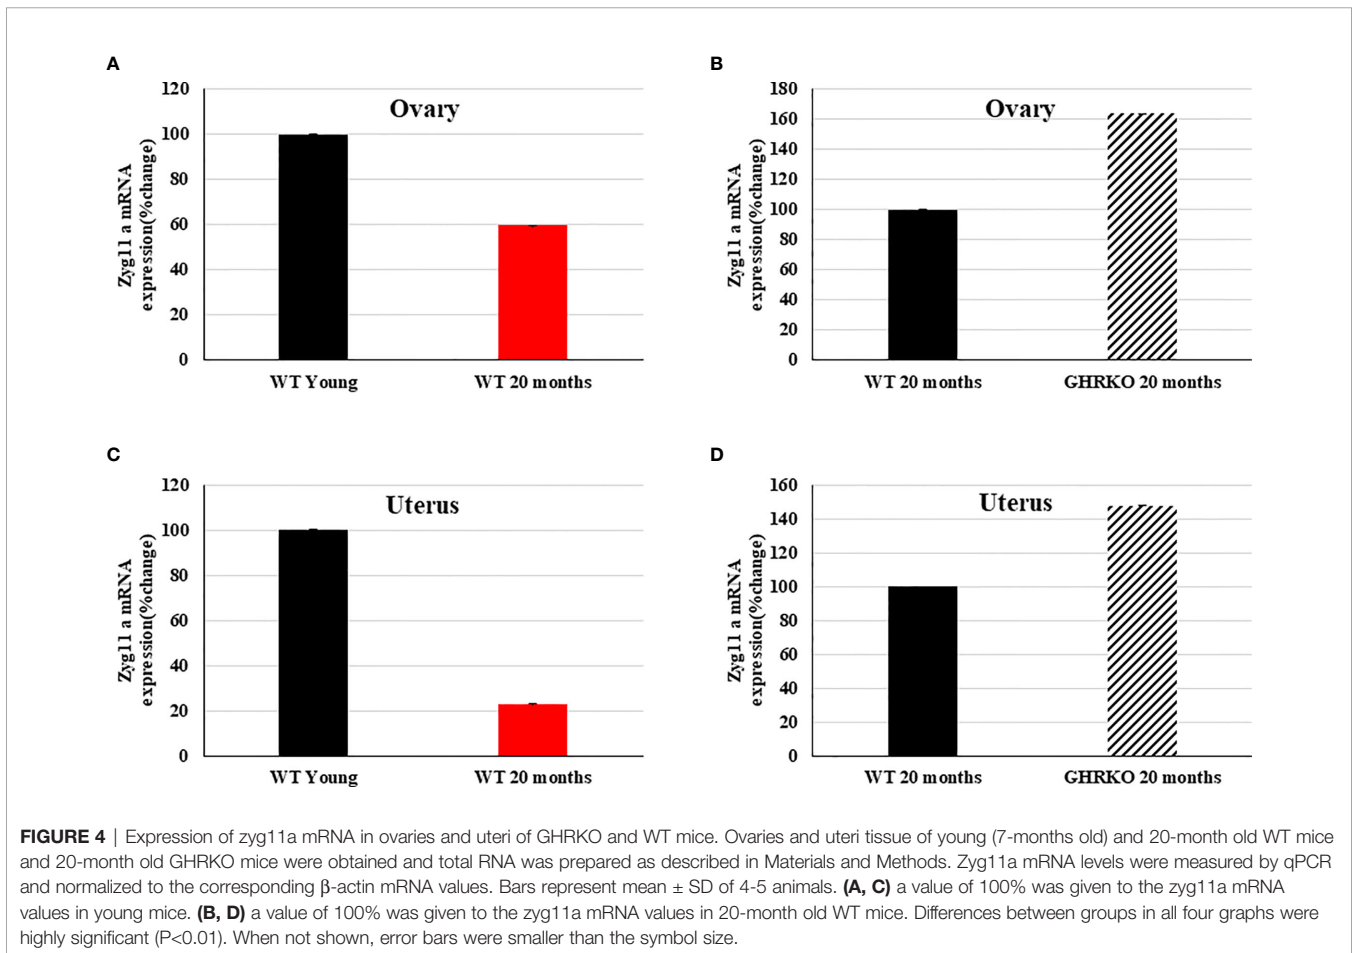 A
Ovary
Zyg11 a mRNA
expression(%change)
120
100
80
60
40
20
0
WT Young
WT 20 months
B
Ovary
Zyg11 a mRNA
expression(%change)
180
160
140
120
100
80
60
40
20
0
WT 20 months
GHRKO 20 months
C
Uterus
Zyg11 a mRNA
expression(%change)
120
100
80
60
40
20
0
WT Young
WT 20 months
D
Uterus
Zyg11 a mRNA
expression(%change)
160
140
120
100
80
60
40
20
0
WT 20 months
GHRKO 20 months
FIGURE 4 | Expression of zyg11a mRNA in ovaries and uteri of GHRKO and WT mice. Ovaries and uteri tissue of young (7-months old) and 20-month old WT mice
and 20-month old GHRKO mice were obtained and total RNA was prepared as described in Materials and Methods. Zyg11a mRNA levels were measured by qPCR
and normalized to the corresponding β-actin mRNA values. Bars represent mean ± SD of 4-5 animals. (A, C) a value of 100% was given to the zyg11a mRNA
values in young mice. (B, D) a value of 100% was given to the zyg11a mRNA values in 20-month old WT mice. Differences between groups in all four graphs were
highly significant (P<0.01). When not shown, error bars were smaller than the symbol size.